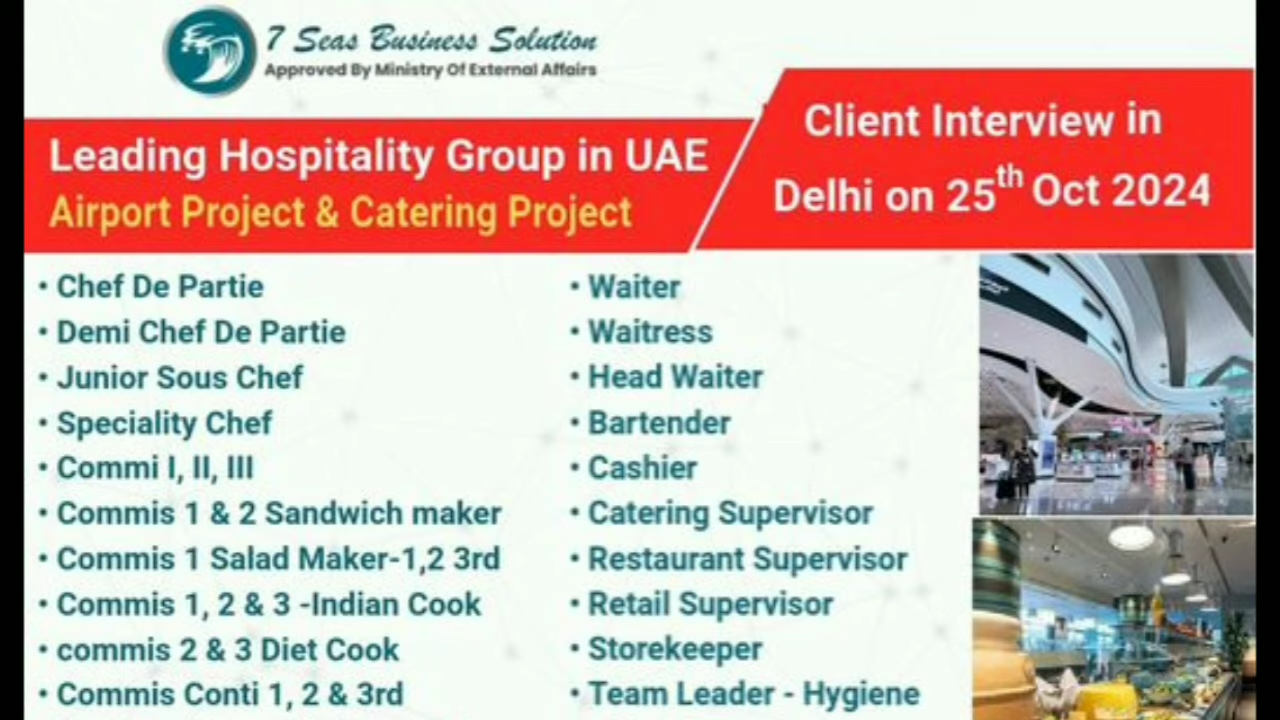 7 Seas Business Solution
Approved By Ministry Of External Affairs
Leading Hospitality Group in UAE
Airport Project & Catering Project
Client Interview in
Delhi on 25th Oct 2024
• Chef De Partie
• Demi Chef De Partie
• Junior Sous Chef
• Speciality Chef
• Commi I, II, III
• Commis 1 & 2 Sandwich maker
• Commis 1 Salad Maker-1,2 3rd
• Commis 1, 2 & 3 -Indian Cook
• commis 2 & 3 Diet Cook
• Commis Conti 1, 2 & 3rd
• Waiter
• Waitress
• Head Waiter
• Bartender
• Cashier
• Catering Supervisor
• Restaurant Supervisor
• Retail Supervisor
• Storekeeper
• Team Leader - Hygiene